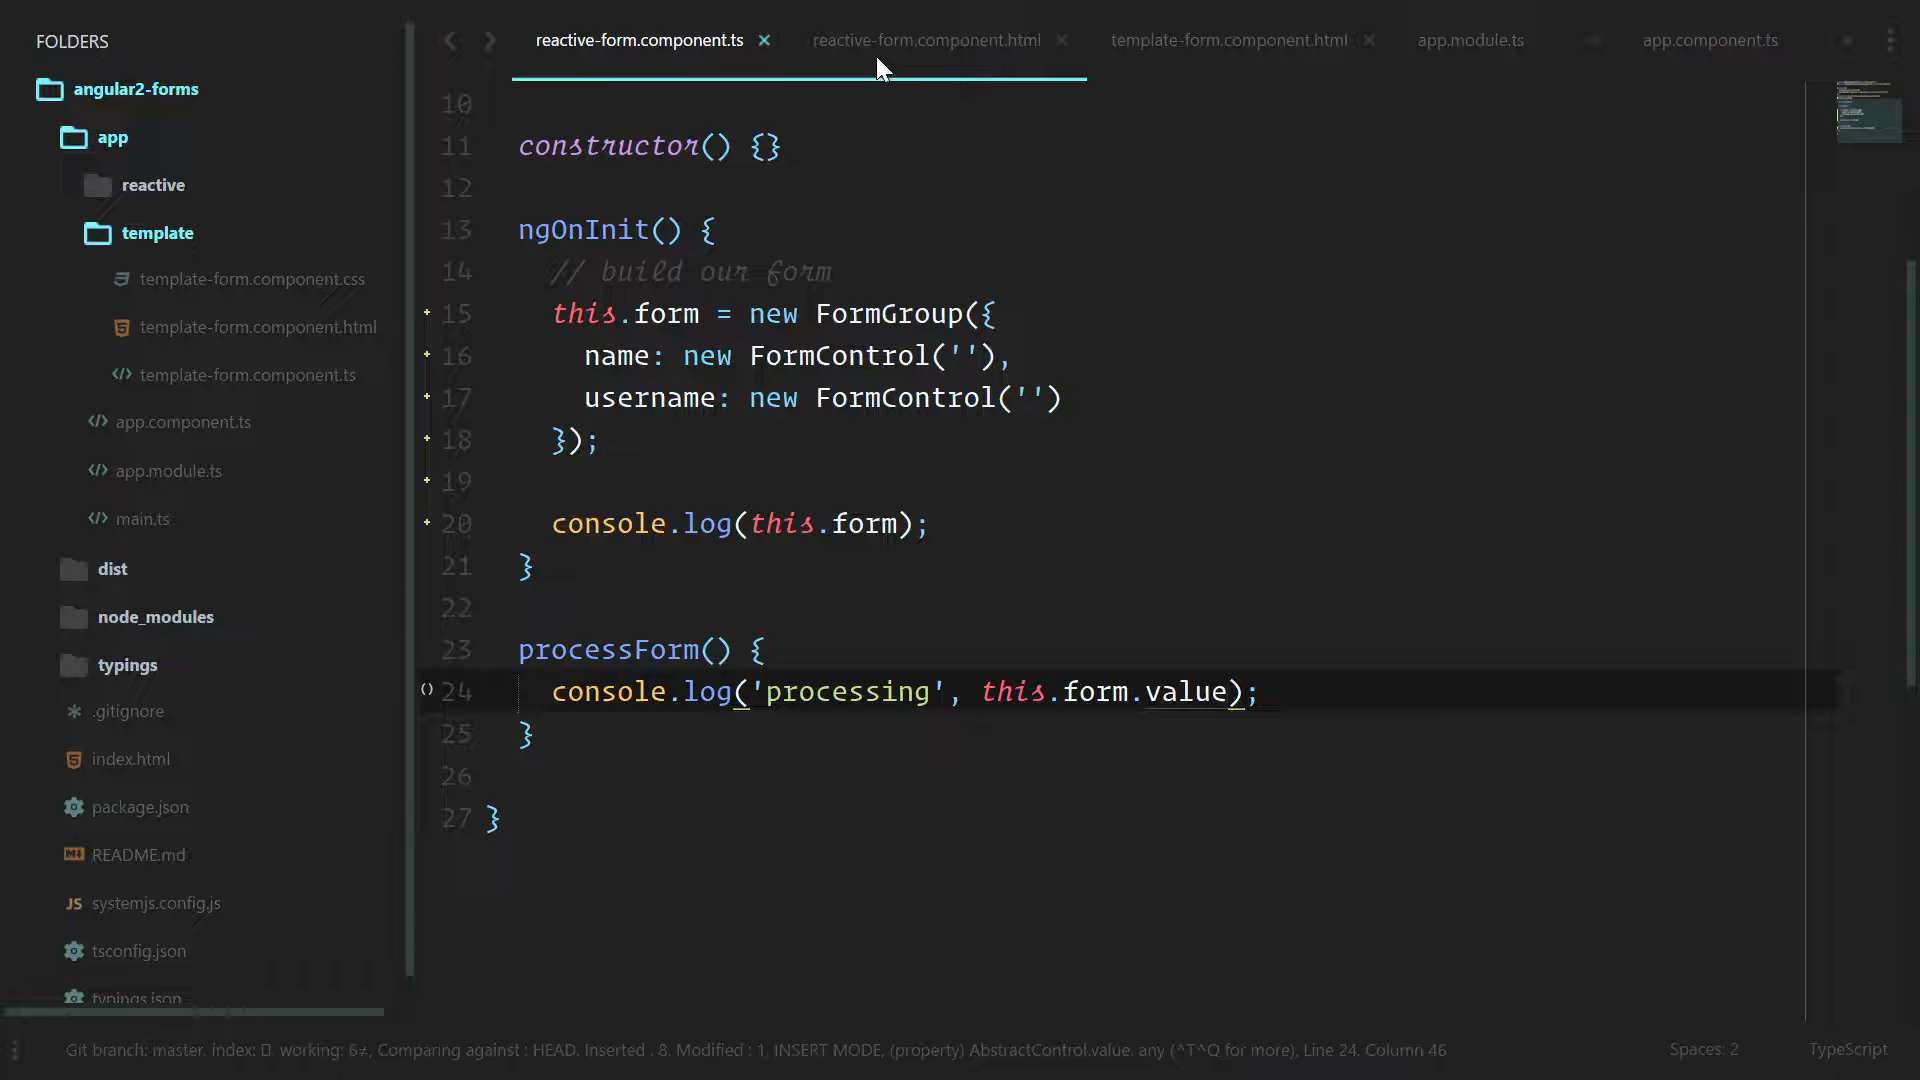 FOLDERS
angular2-forms
app
reactive
template
template-form.component.css
template-form.component.html
template-form.component.ts
app.component.ts
app.module.ts
main.ts
dist
node_modules
typings
.gitignore
index.html
package.json
README.md
systemjs.config.js
tsconfig.json
typings.json
reactive-form.component.ts
reactive-form.component.html
template-form.component.html
app.module.ts
app.component.ts
10
11 constructor() {}
12
13 ngOnInit() {
14 // build our form
15 this.form = new FormGroup({
16 name: new FormControl(''),
17 username: new FormControl('')
18 });
19
20 console.log(this.form);
21 }
22
23 processForm() {
24 console.log('processing', this.form.value);
25 }
26
27 }
Git branch: master, index: working: 6≠, Comparing against : HEAD, Inserted : 8, Modified : 1, INSERT MODE, (property) AbstractControl.value: any (^T^Q for more), Line 24, Column 46
Spaces: 2
TypeScript